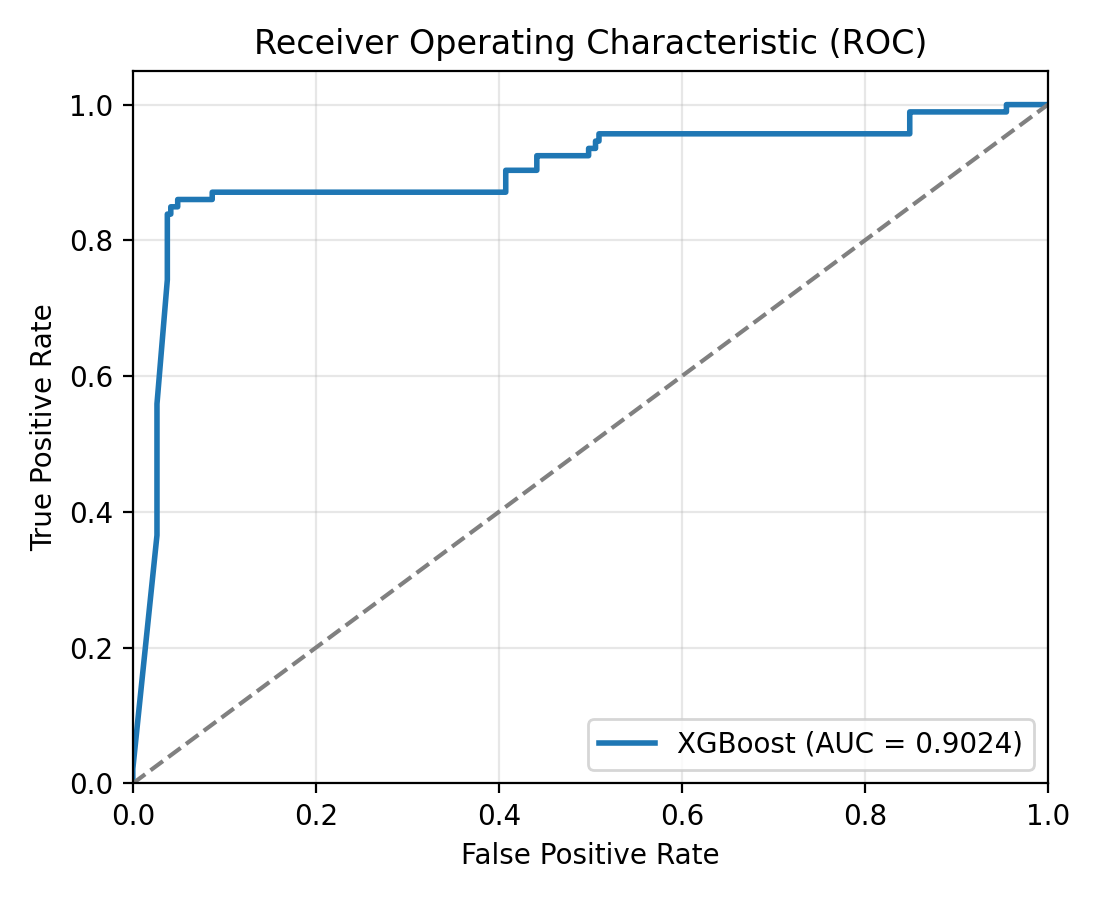 Receiver Operating Characteristic (ROC)
True Positive Rate
1.0
0.8
0.6
0.4
0.2
0.0
XGBoost (AUC = 0.9024)
0.0 0.2 0.4 0.6 0.8 1.0
False Positive Rate